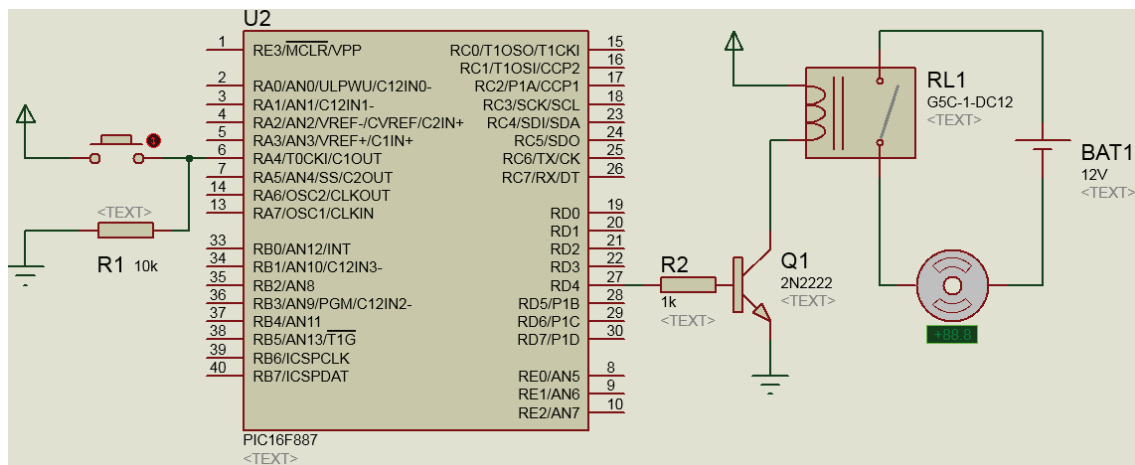 U2
1 RE3/MCLR/VPP
2 RA0/AN0/ULPWU/C12IN0-
3 RA1/AN1/C12IN1-
4 RA2/AN2/VREF-/CVREF/C2IN+
5 RA3/AN3/VREF+/C1IN+
6 RA4/T0CKI/C1OUT
7 RA5/AN4/SS/C2OUT
14 RA6/OSC2/CLKOUT
13 RA7/OSC1/CLKIN
33 RB0/AN12/INT
34 RB1/AN10/C12IN3-
35 RB2/AN8
36 RB3/AN9/PGM/C12IN2-
37 RB4/AN11
38 RB5/AN13/T1G
39 RB6/ICSPCLK
40 RB7/ICSPDAT
RC0/T1OSO/T1CKI 15
RC1/T1OSI/CCP2 16
RC2/P1A/CCP1 17
RC3/SCK/SCL 18
RC4/SDI/SDA 23
RC5/SDO 24
RC6/TX/CK 25
RC7/RX/DT 26
RD0 19
RD1 20
RD2 21
RD3 22
RD4 27
RD5/P1B 28
RD6/P1C 29
RD7/P1D 30
RE0/AN5 8
RE1/AN6 9
RE2/AN7 10
PIC16F887
<TEXT>
<TEXT>
R1 10k
R2
1k
<TEXT>
Q1
2N2222
<TEXT>
RL1
G5C-1-DC12
<TEXT>
BAT1
12V
<TEXT>
+88.8